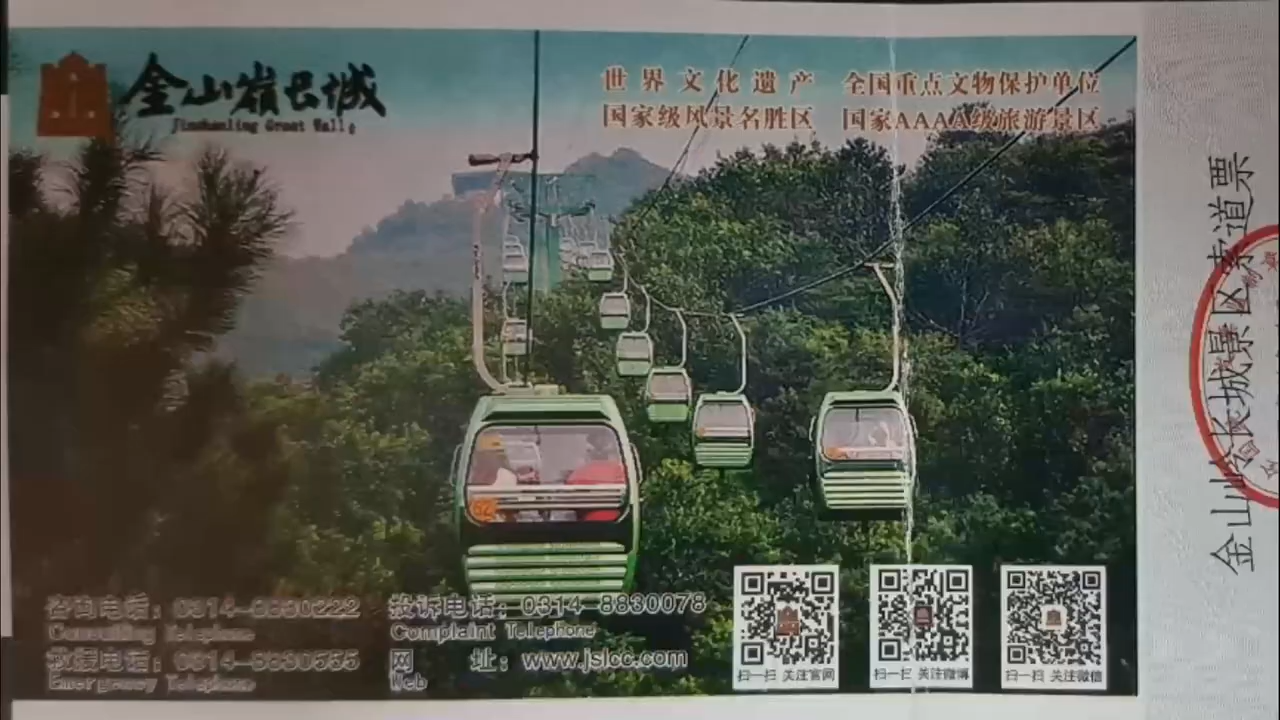 金山嶺長城
Jinshanling Great Wall
世界文化遗产 全国重点文物保护单位
国家级风景名胜区 国家AAAA级旅游景区
咨询电话：0314-8830222
Consulting Telephone
投诉电话：0314-8830078
Complaint Telephone
救援电话：0314-8830535
Emergency Telephone
网 址：www.jslcc.com
Web
扫一扫 关注官网
扫一扫 关注微博
扫一扫 关注微信
62
金山岭长城景区索道票